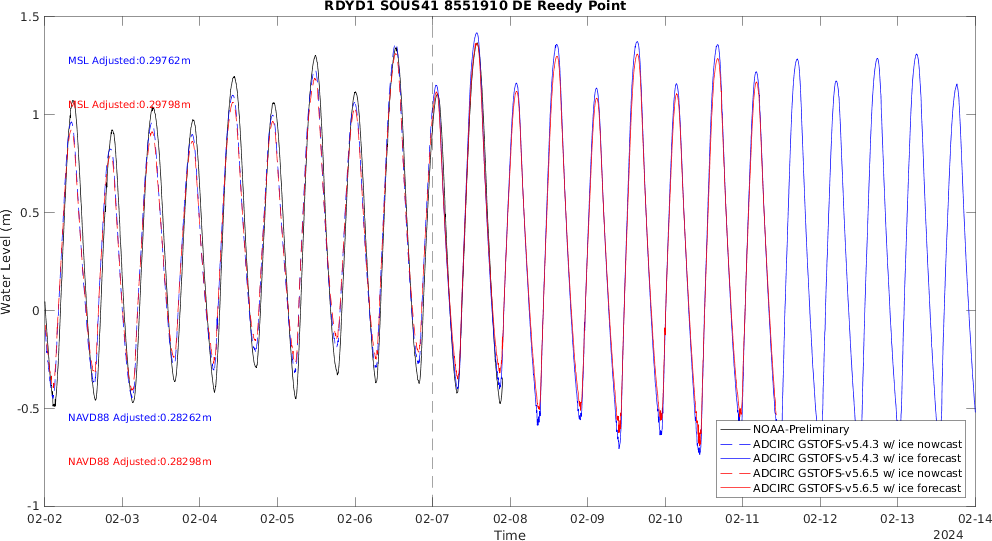 RDYD1 SOUS41 8551910 DE Reedy Point
1.5
1
0.5
0
-0.5
-1
Water Level (m)
MSL Adjusted:0.29762m
MSL Adjusted:0.29798m
NAVD88 Adjusted:0.28262m
NAVD88 Adjusted:0.28298m
NOAA-Preliminary
ADCIRC GSTOFS-v5.4.3 w/ ice nowcast
ADCIRC GSTOFS-v5.4.3 w/ ice forecast
ADCIRC GSTOFS-v5.6.5 w/ ice nowcast
ADCIRC GSTOFS-v5.6.5 w/ ice forecast
02-02 02-03 02-04 02-05 02-06 02-07 02-08 02-09 02-10 02-11 02-12 02-13 02-14
Time
2024